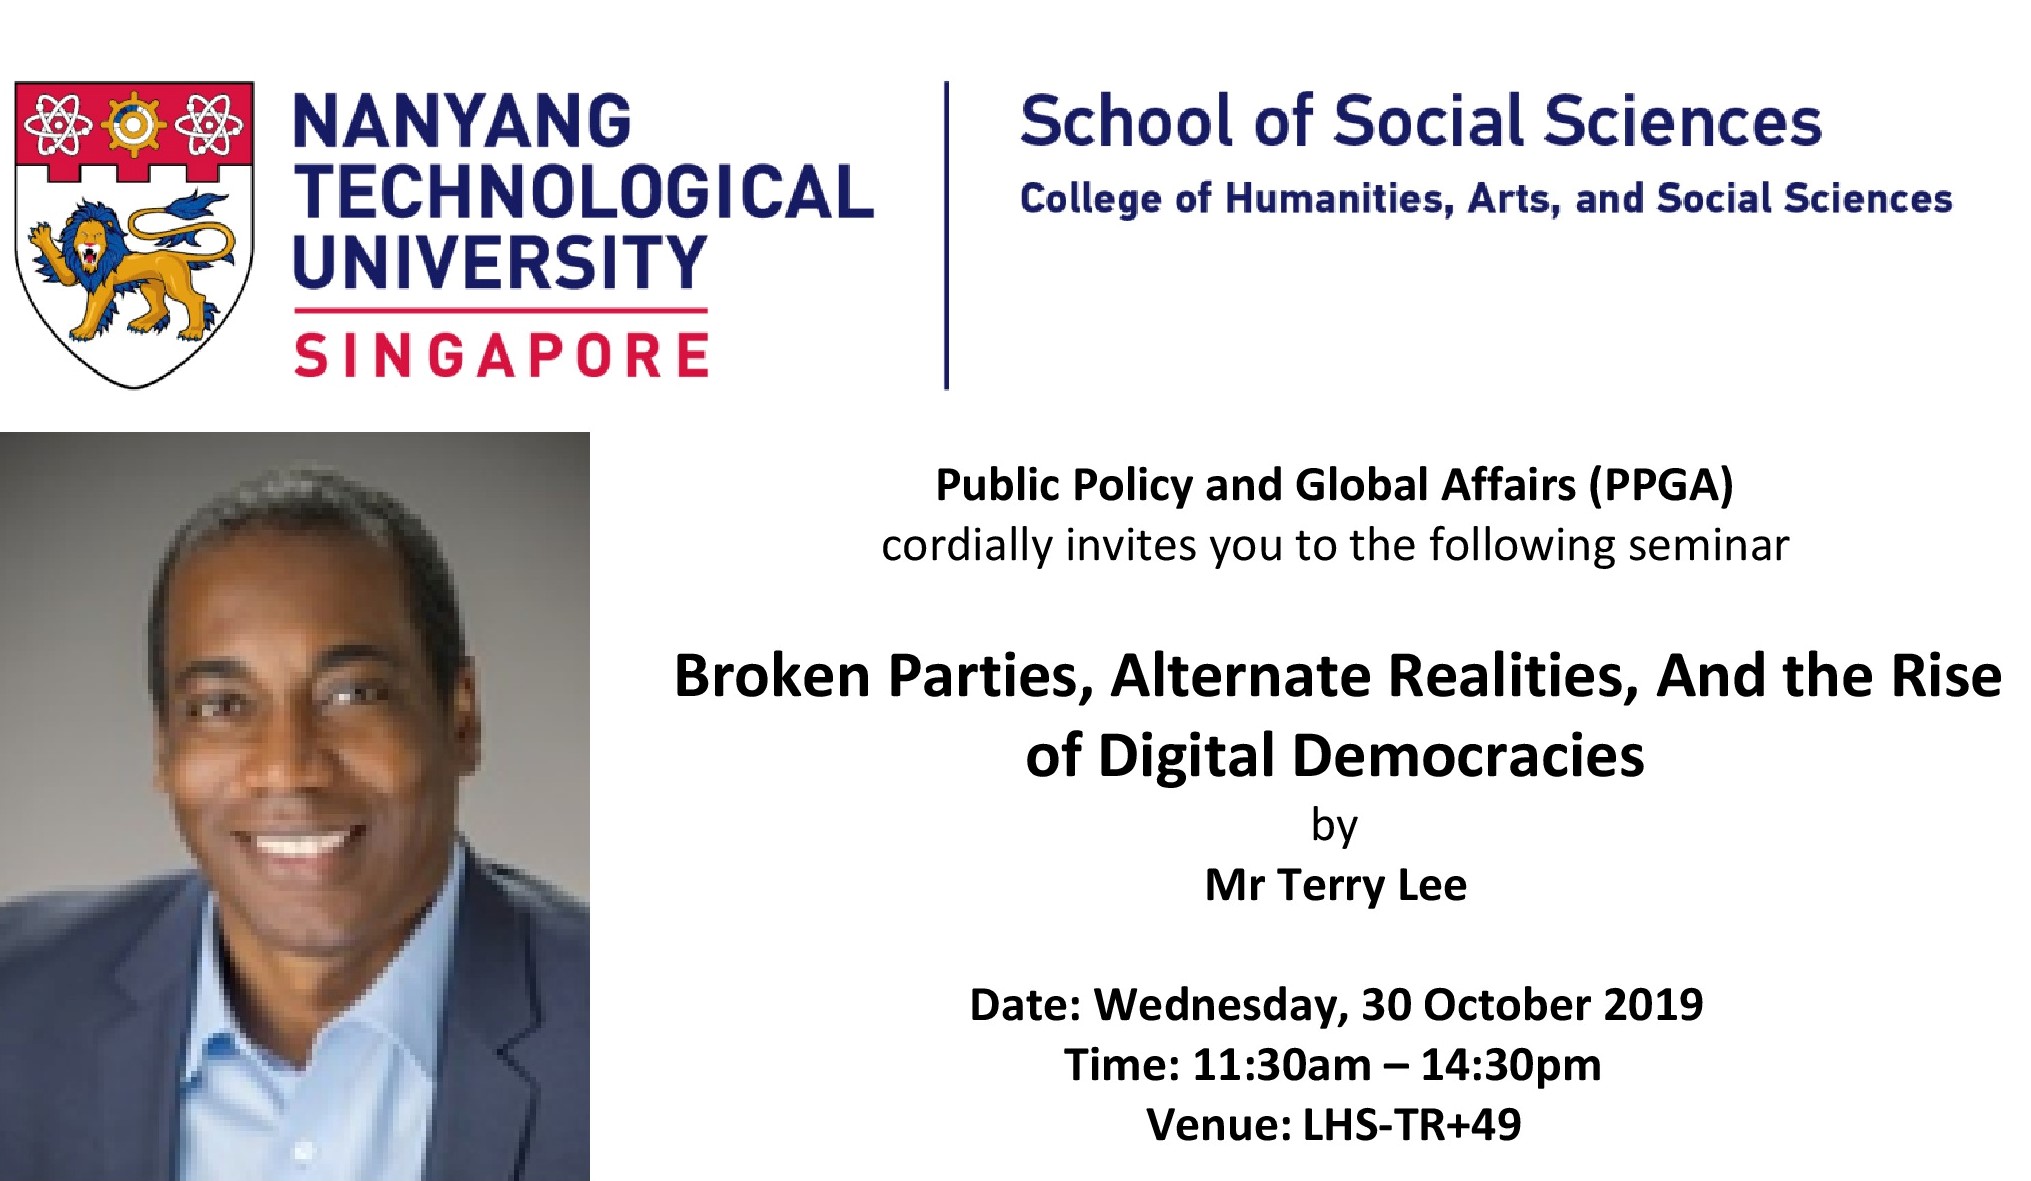 NANYANG
TECHNOLOGICAL
UNIVERSITY
SINGAPORE
School of Social Sciences
College of Humanities, Arts, and Social Sciences
Public Policy and Global Affairs (PPGA)
cordially invites you to the following seminar
Broken Parties, Alternate Realities, And the Rise
of Digital Democracies
by
Mr Terry Lee
Date: Wednesday, 30 October 2019
Time: 11:30am – 14:30pm
Venue: LHS-TR+49